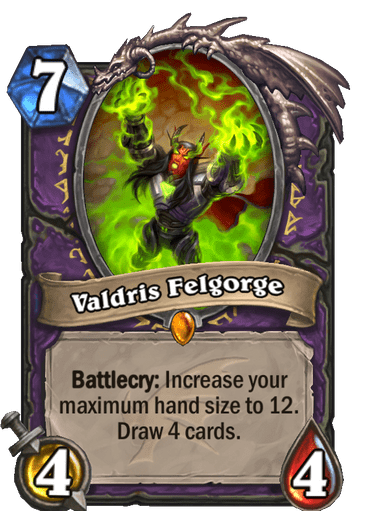 7
Valdris Felgorge
Battlecry: Increase your
maximum hand size to 12.
Draw 4 cards.
4
4